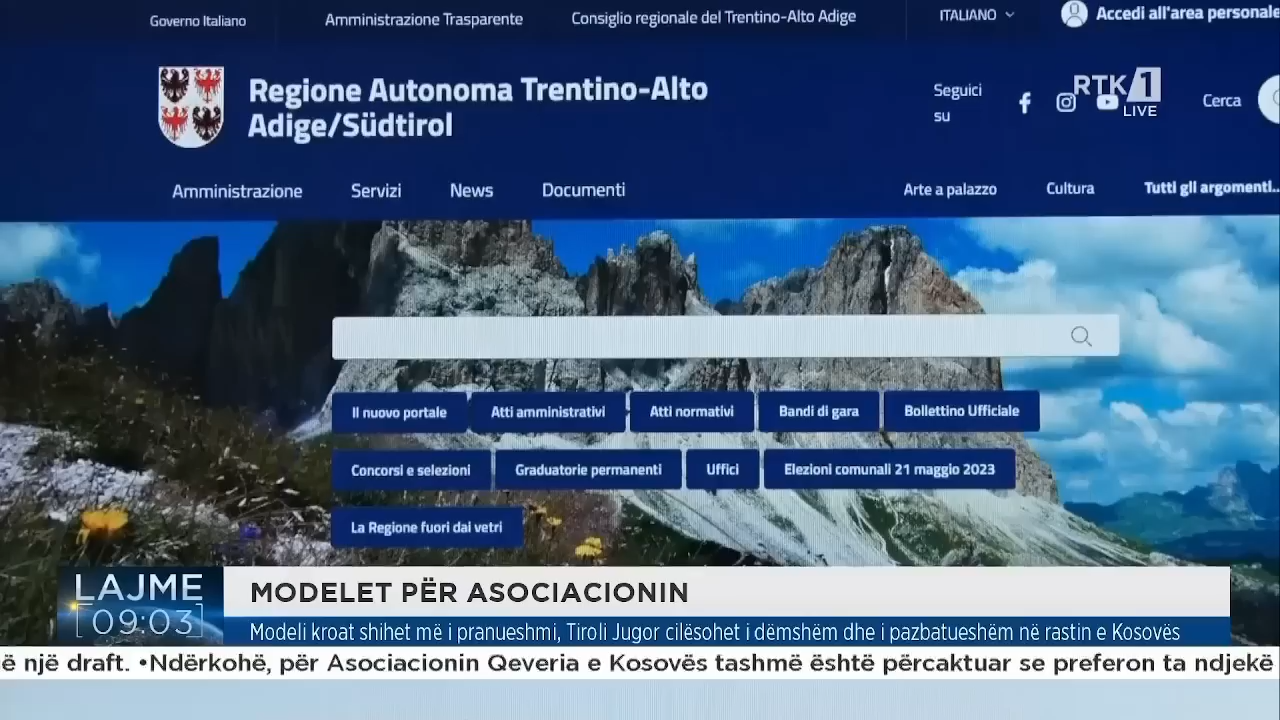 Governo Italiano
Amministrazione Trasparente
Consiglio regionale del Trentino-Alto Adige
ITALIANO
Accedi all'area personale
Regione Autonoma Trentino-Alto
Adige/Südtirol
Seguici
su
RTK1
LIVE
Cerca
Amministrazione
Servizi
News
Documenti
Arte a palazzo
Cultura
Tutti gli argomenti...
Il nuovo portale
Atti amministrativi
Atti normativi
Bandi di gara
Bollettino Ufficiale
Concorsi e selezioni
Graduatorie permanenti
Uffici
Elezioni comunali 21 maggio 2023
La Regione fuori dai vetri
LAJME
09:03
MODELET PËR ASOCIACIONIN
Modeli kroat shihet më i pranueshmi, Tiroli Jugor cilësohet i dëmshëm dhe i pazbatueshëm në rastin e Kosovës
ë një draft. •Ndërkohë, për Asociacionin Qeveria e Kosovës tashmë është përcaktuar se preferon ta ndjekë